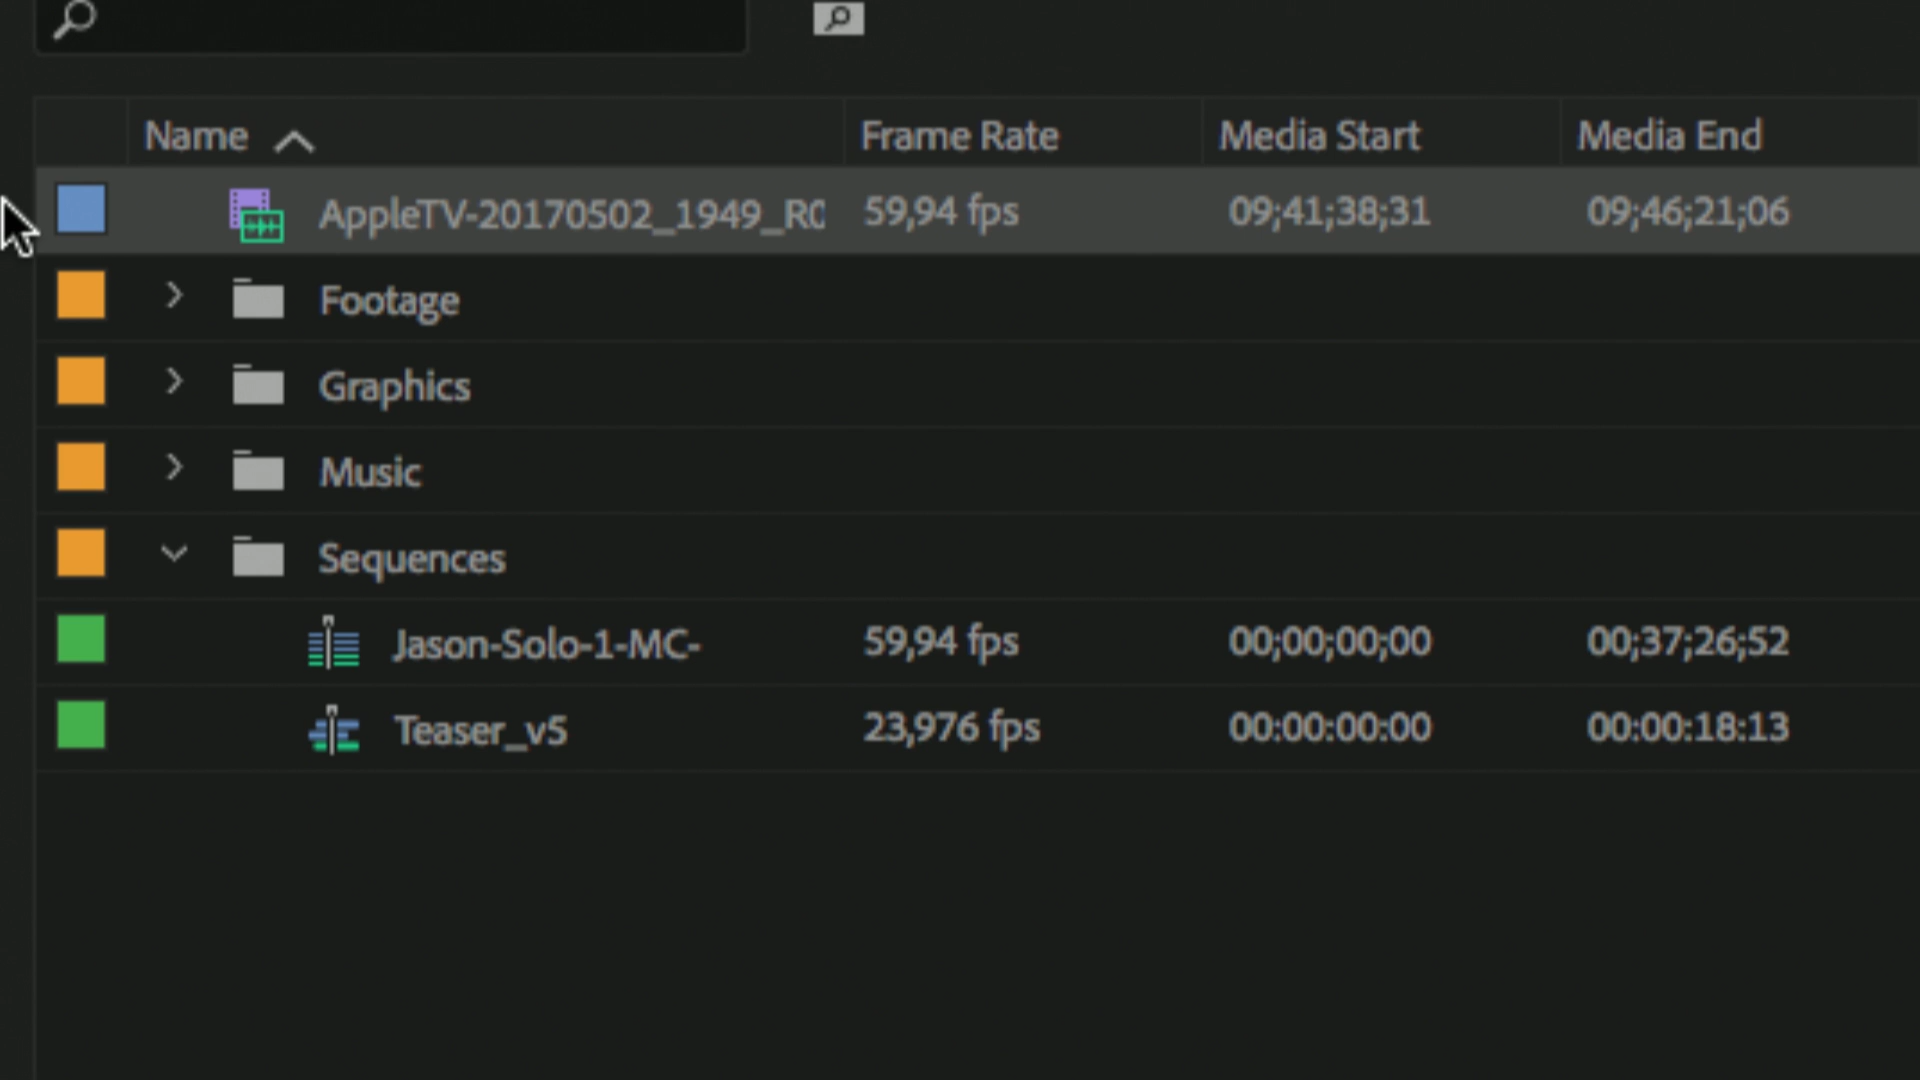 Name Frame Rate Media Start Media End
AppleTV-20170502_1949_R0 59,94 fps 09;41;38;31 09;46;21;06
Footage
Graphics
Music
Sequences
Jason-Solo-1-MC- 59,94 fps 00;00;00;00 00;37;26;52
Teaser_v5 23,976 fps 00:00:00:00 00:00:18:13